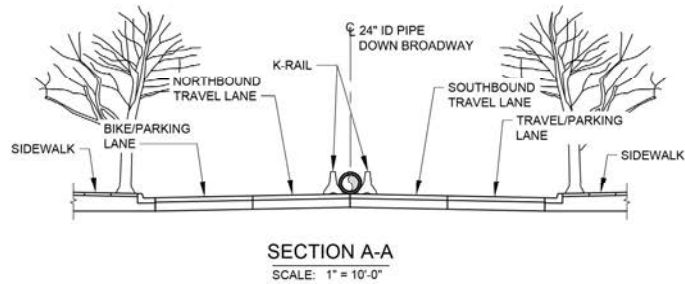 ℄ 24" ID PIPE
DOWN BROADWAY
K-RAIL
NORTHBOUND
TRAVEL LANE
SOUTHBOUND
TRAVEL LANE
BIKE/PARKING
LANE
TRAVEL/PARKING
LANE
SIDEWALK
SIDEWALK
SECTION A-A
SCALE: 1" = 10'-0"